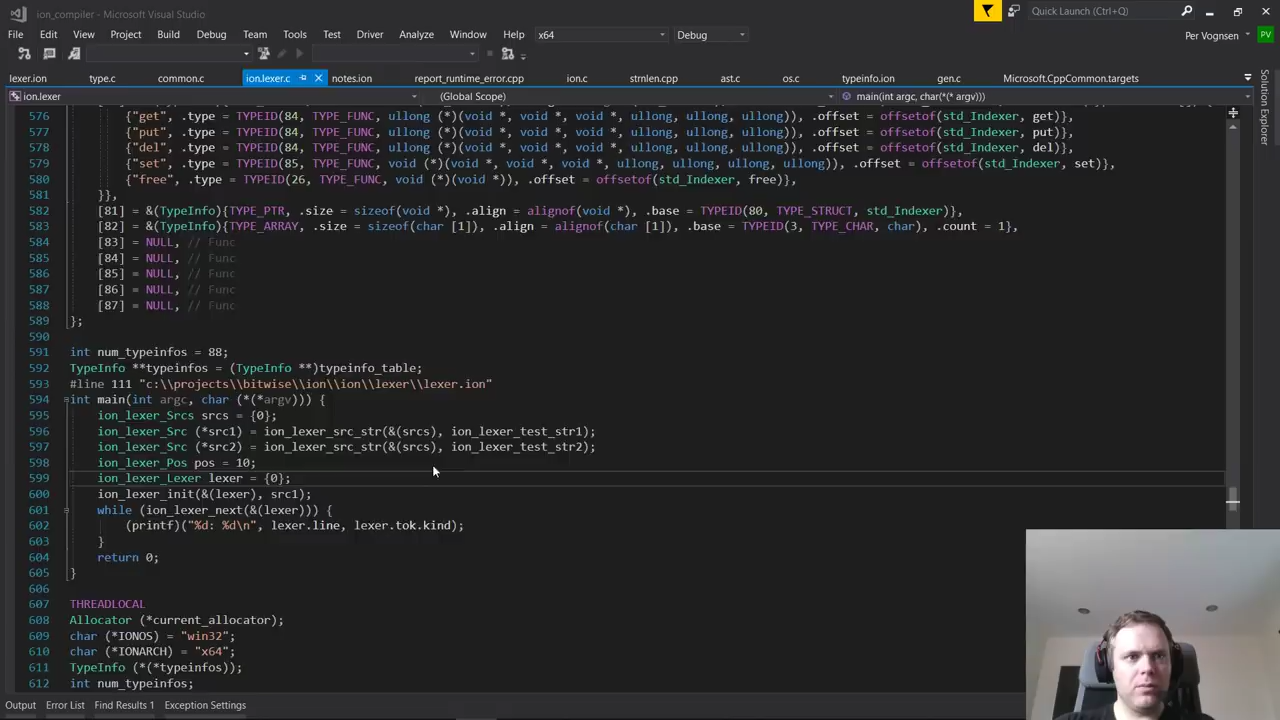 ion_compiler - Microsoft Visual Studio
Quick Launch (Ctrl+Q)
File Edit View Project Build Debug Team Tools Test Driver Analyze Window Help x64 Debug
Per Vognsen PV
lexer.ion type.c common.c ion.lexer.c notes.ion report_runtime_error.cpp ion.c strnlen.cpp ast.c os.c typeinfo.ion gen.c Microsoft.CppCommon.targets
ion.lexer (Global Scope) main(int argc, char(*(* argv)))
Solution Explorer
576 {"get", .type = TYPEID(84, TYPE_FUNC, ullong (*)(void *, void *, void *, ullong, ullong, ullong)), .offset = offsetof(std_Indexer, get)},
577 {"put", .type = TYPEID(84, TYPE_FUNC, ullong (*)(void *, void *, void *, ullong, ullong, ullong)), .offset = offsetof(std_Indexer, put)},
578 {"del", .type = TYPEID(84, TYPE_FUNC, ullong (*)(void *, void *, void *, ullong, ullong, ullong)), .offset = offsetof(std_Indexer, del)},
579 {"set", .type = TYPEID(85, TYPE_FUNC, void (*)(void *, void *, void *, ullong, ullong, ullong, ullong)), .offset = offsetof(std_Indexer, set)},
580 {"free", .type = TYPEID(26, TYPE_FUNC, void (*)(void *)), .offset = offsetof(std_Indexer, free)},
581 }},
582 [81] = &(TypeInfo){TYPE_PTR, .size = sizeof(void *), .align = alignof(void *), .base = TYPEID(80, TYPE_STRUCT, std_Indexer)},
583 [82] = &(TypeInfo){TYPE_ARRAY, .size = sizeof(char [1]), .align = alignof(char [1]), .base = TYPEID(3, TYPE_CHAR, char), .count = 1},
584 [83] = NULL, // Func
585 [84] = NULL, // Func
586 [85] = NULL, // Func
587 [86] = NULL, // Func
588 [87] = NULL, // Func
589 };
590
591 int num_typeinfos = 88;
592 TypeInfo **typeinfos = (TypeInfo **)typeinfo_table;
593 #line 111 "c:\\projects\\bitwise\\ion\\ion\\lexer\\lexer.ion"
594 int main(int argc, char (*(*argv))) {
595 ion_lexer_Srcs srcs = {0};
596 ion_lexer_Src (*src1) = ion_lexer_src_str(&(srcs), ion_lexer_test_str1);
597 ion_lexer_Src (*src2) = ion_lexer_src_str(&(srcs), ion_lexer_test_str2);
598 ion_lexer_Pos pos = 10;
599 ion_lexer_Lexer lexer = {0};
600 ion_lexer_init(&(lexer), src1);
601 while (ion_lexer_next(&(lexer))) {
602 (printf)("%d: %d\n", lexer.line, lexer.tok.kind);
603 }
604 return 0;
605 }
606
607 THREADLOCAL
608 Allocator (*current_allocator);
609 char (*IONOS) = "win32";
610 char (*IONARCH) = "x64";
611 TypeInfo (*(*typeinfos));
612 int num_typeinfos;
Output Error List Find Results 1 Exception Settings